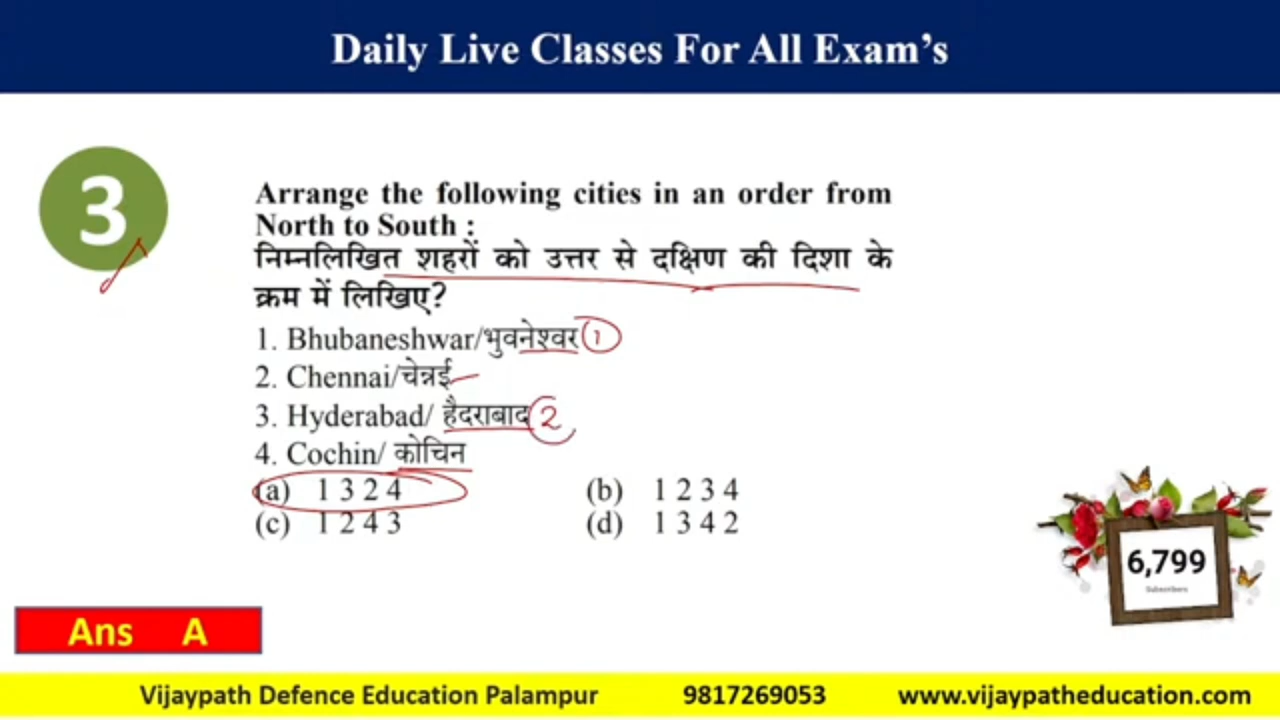 Daily Live Classes For All Exam's
3
Arrange the following cities in an order from
North to South :
निम्नलिखित शहरों को उत्तर से दक्षिण की दिशा के
क्रम में लिखिए?
1. Bhubaneshwar/भुवनेश्वर 1
2. Chennai/चेन्नई
3. Hyderabad/ हैदराबाद 2
4. Cochin/ कोचिन
(a) 1 3 2 4 (b) 1 2 3 4
(c) 1 2 4 3 (d) 1 3 4 2
6,799
Subscribers
Ans A
Vijaypath Defence Education Palampur 9817269053 www.vijaypatheducation.com